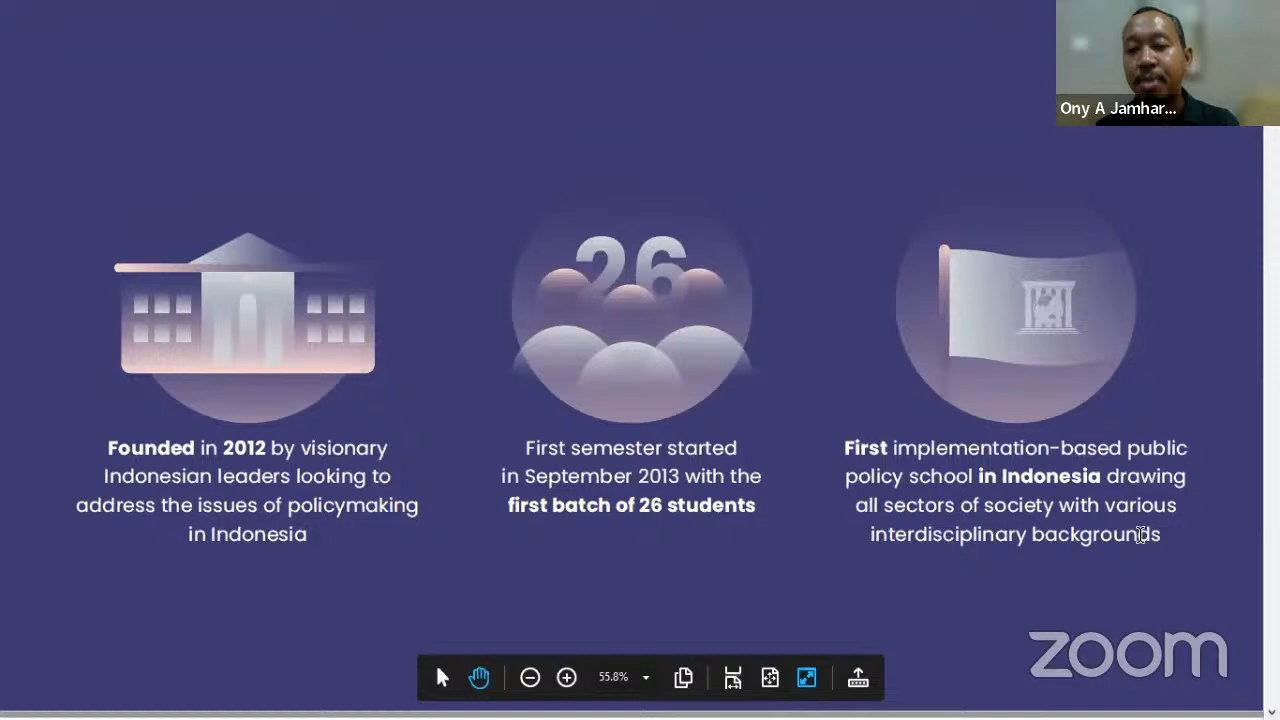 Ony A Jamhar...
26
Founded in 2012 by visionary
Indonesian leaders looking to
address the issues of policymaking
in Indonesia
First semester started
in September 2013 with the
first batch of 26 students
First implementation-based public
policy school in Indonesia drawing
all sectors of society with various
interdisciplinary backgrounds
zoom
55.8%